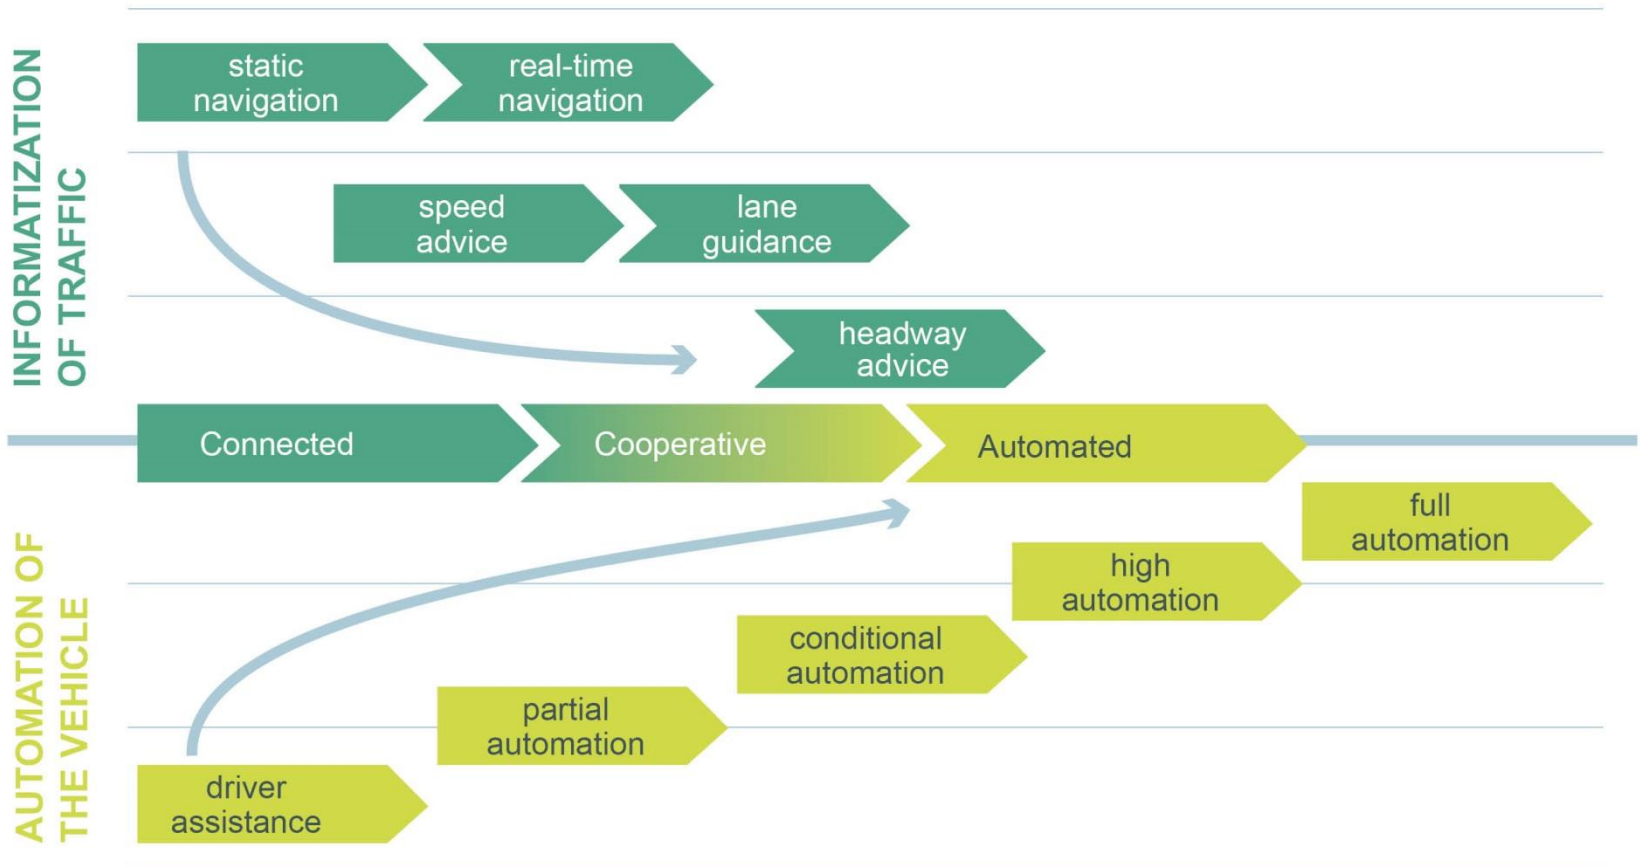 INFORMATIZATION
OF TRAFFIC
static
navigation
real-time
navigation
speed
advice
lane
guidance
headway
advice
Connected
Cooperative
Automated
AUTOMATION OF
THE VEHICLE
full
automation
high
automation
conditional
automation
partial
automation
driver
assistance